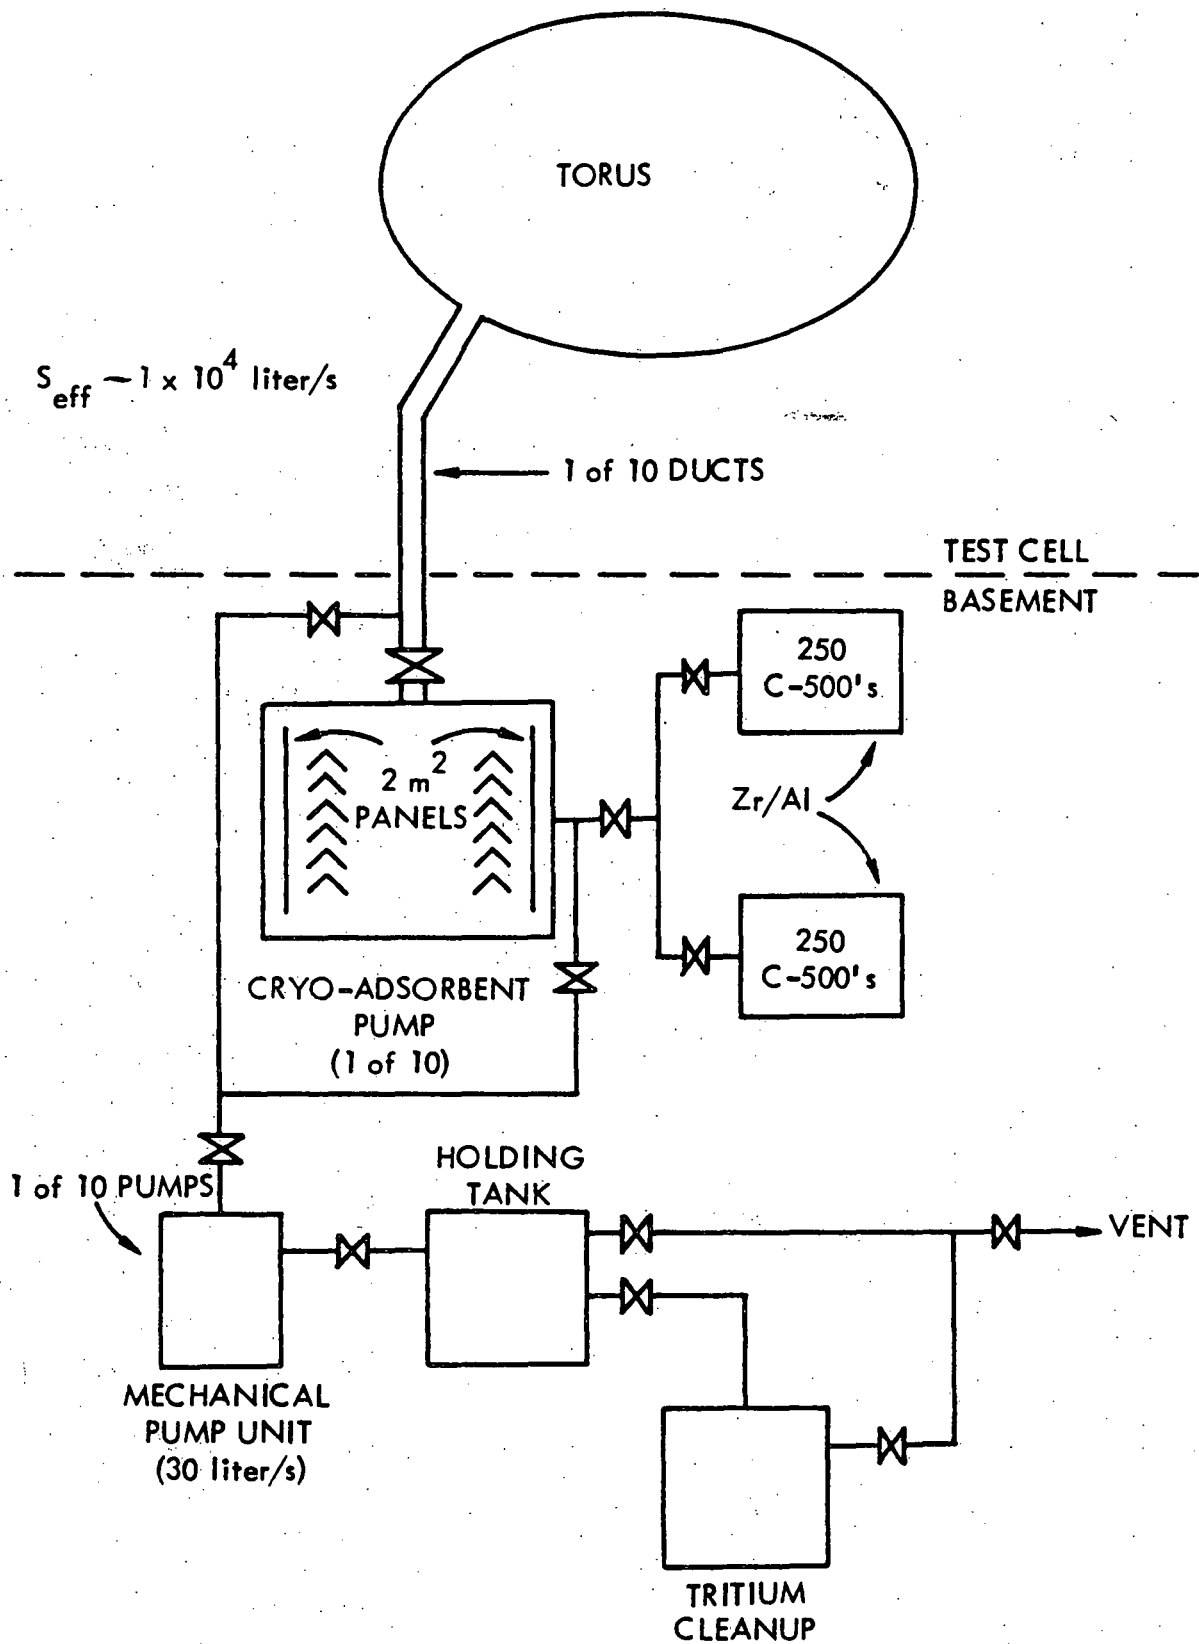 TORUS
S_eff ~ 1 x 10^4 liter/s
1 of 10 DUCTS
TEST CELL
BASEMENT
250
C-500's
2 m^2
PANELS
Zr/Al
250
C-500's
CRYO-ADSORBENT
PUMP
(1 of 10)
HOLDING
TANK
1 of 10 PUMPS
VENT
MECHANICAL
PUMP UNIT
(30 liter/s)
TRITIUM
CLEANUP